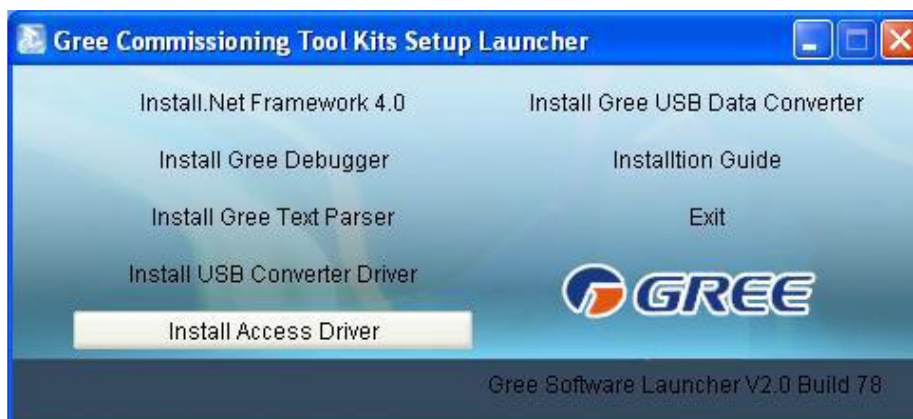 Gree Commissioning Tool Kits Setup Launcher
Install.Net Framework 4.0
Install Gree Debugger
Install Gree Text Parser
Install USB Converter Driver
Install Access Driver
Install Gree USB Data Converter
Installtion Guide
Exit
GREE
Gree Software Launcher V2.0 Build 78